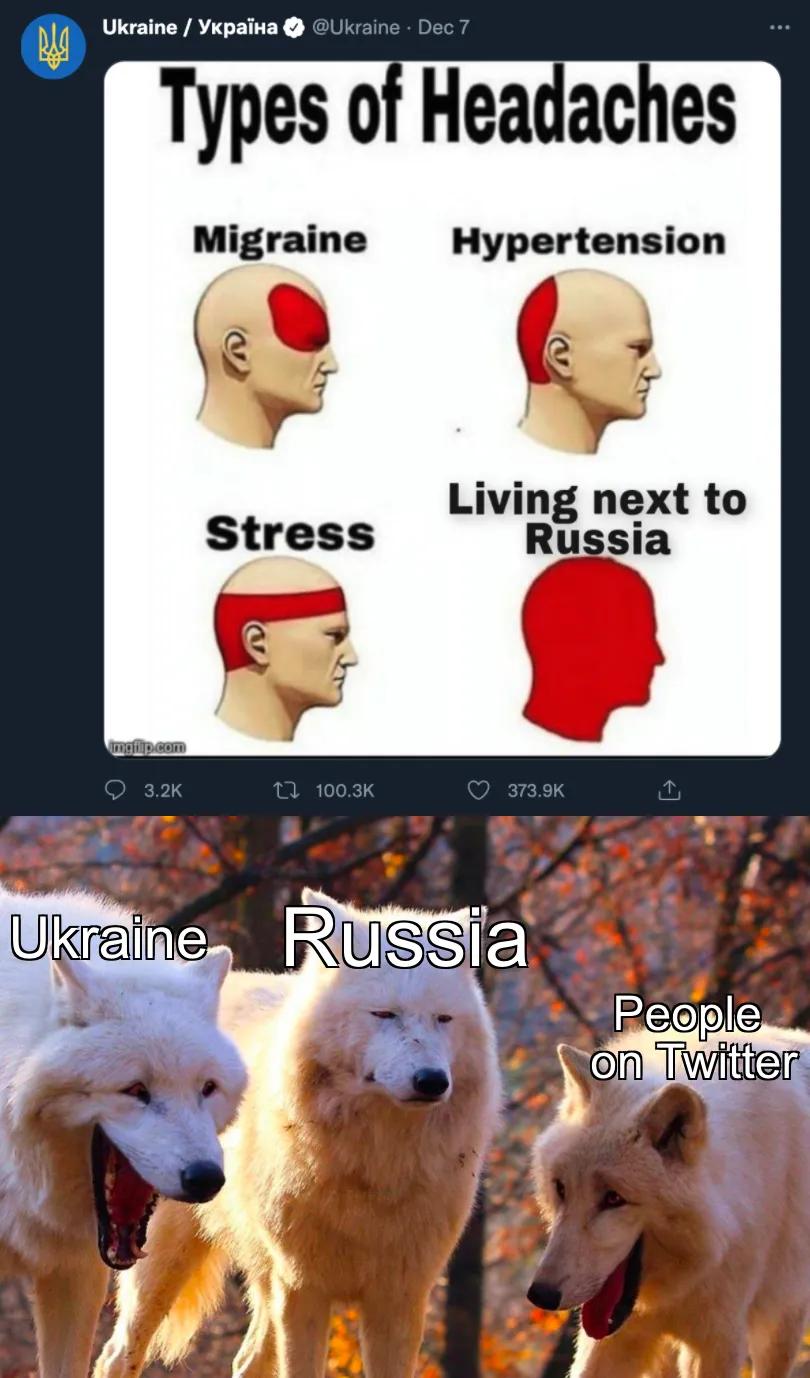 Ukraine / Україна @Ukraine · Dec 7
Types of Headaches
Migraine
Hypertension
Stress
Living next to
Russia
imgflip.com
3.2K 100.3K 373.9K
Ukraine
Russia
People
on Twitter